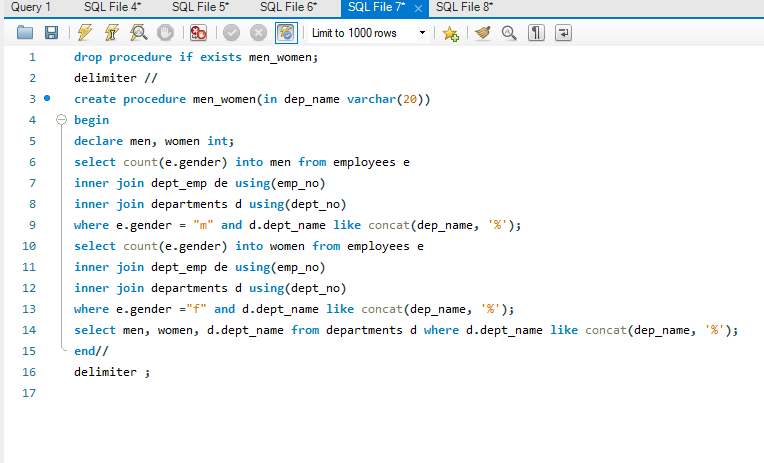 Query 1 SQL File 4* SQL File 5* SQL File 6* SQL File 7* SQL File 8*
Limit to 1000 rows
1 drop procedure if exists men_women;
2 delimiter //
3 create procedure men_women(in dep_name varchar(20))
4 begin
5 declare men, women int;
6 select count(e.gender) into men from employees e
7 inner join dept_emp de using(emp_no)
8 inner join departments d using(dept_no)
9 where e.gender = "m" and d.dept_name like concat(dep_name, '%');
10 select count(e.gender) into women from employees e
11 inner join dept_emp de using(emp_no)
12 inner join departments d using(dept_no)
13 where e.gender ="f" and d.dept_name like concat(dep_name, '%');
14 select men, women, d.dept_name from departments d where d.dept_name like concat(dep_name, '%');
15 end//
16 delimiter ;
17